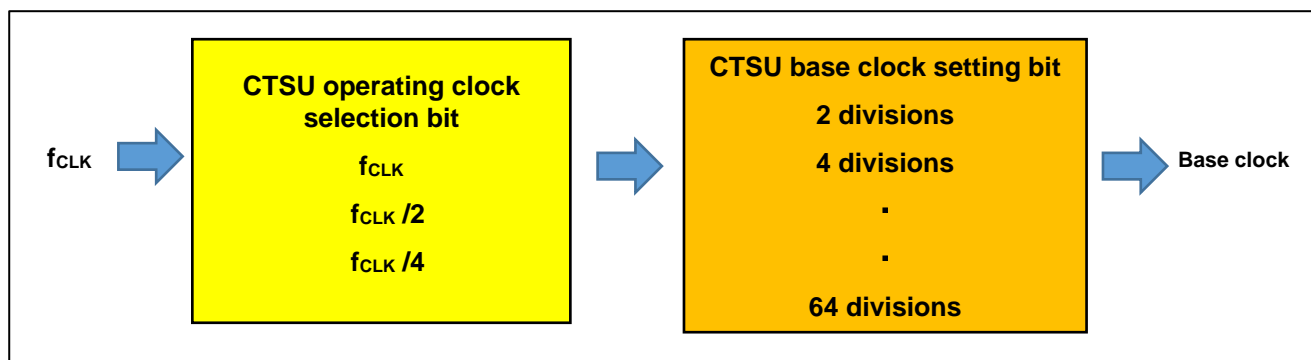 fCLK
CTSU operating clock
selection bit
fCLK
fCLK /2
fCLK /4
CTSU base clock setting bit
2 divisions
4 divisions
.
.
64 divisions
Base clock